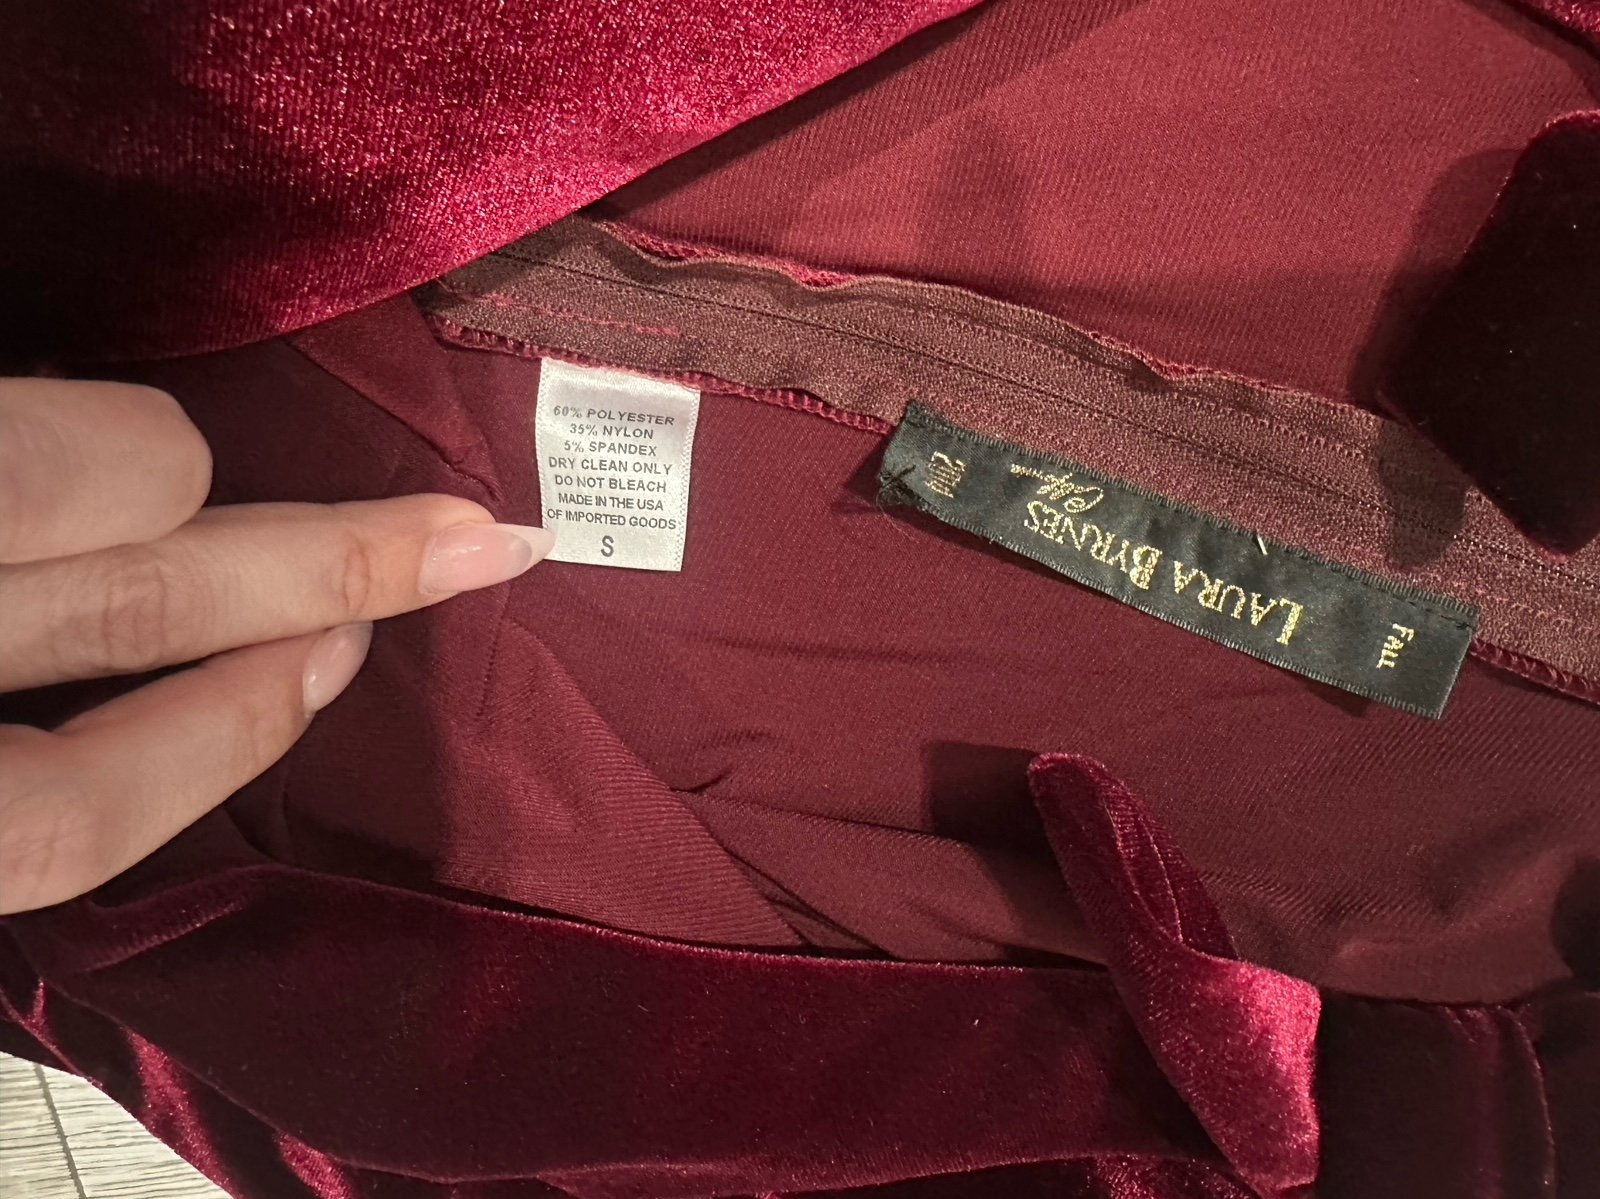 60% POLYESTER
35% NYLON
5% SPANDEX
DRY CLEAN ONLY
DO NOT BLEACH
MADE IN THE USA
OF IMPORTED GOODS
S
FALL
LAURA BYRNES
California